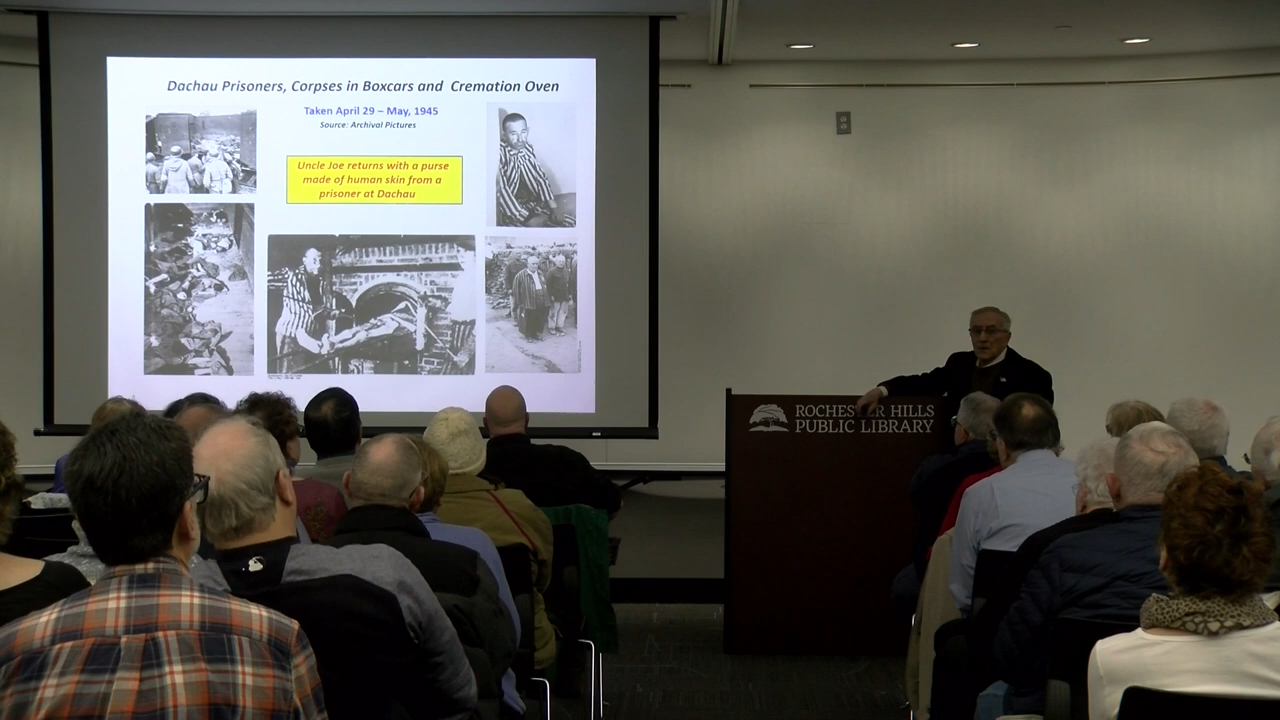 Dachau Prisoners, Corpses in Boxcars and Cremation Oven
Taken April 29 – May, 1945
Source: Archival Pictures
Uncle Joe returns with a purse
made of human skin from a
prisoner at Dachau
ROCHESTER HILLS
PUBLIC LIBRARY